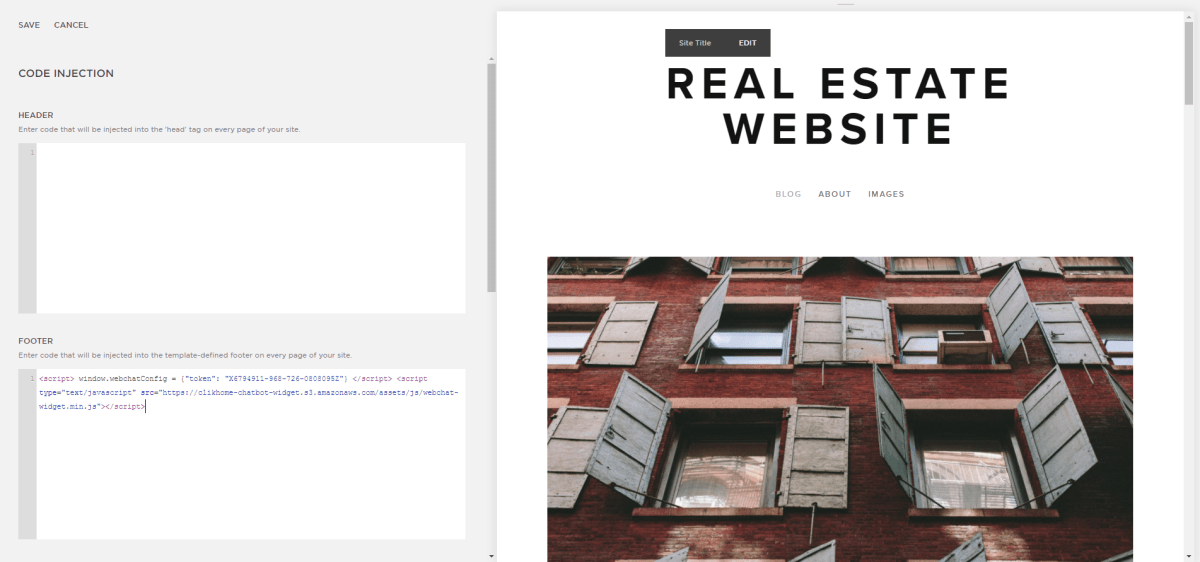 SAVE CANCEL
CODE INJECTION
HEADER
Enter code that will be injected into the 'head' tag on every page of your site.
1
FOOTER
Enter code that will be injected into the template-defined footer on every page of your site.
1 <script> window.webchatConfig = {"token": "X6794911-968-726-0808095Z"} </script> <script
type="text/javascript" src="https://clikhome-chatbot-widget.s3.amazonaws.com/assets/js/webchat-
widget.min.js"></script>
Site Title EDIT
REAL ESTATE
WEBSITE
BLOG ABOUT IMAGES